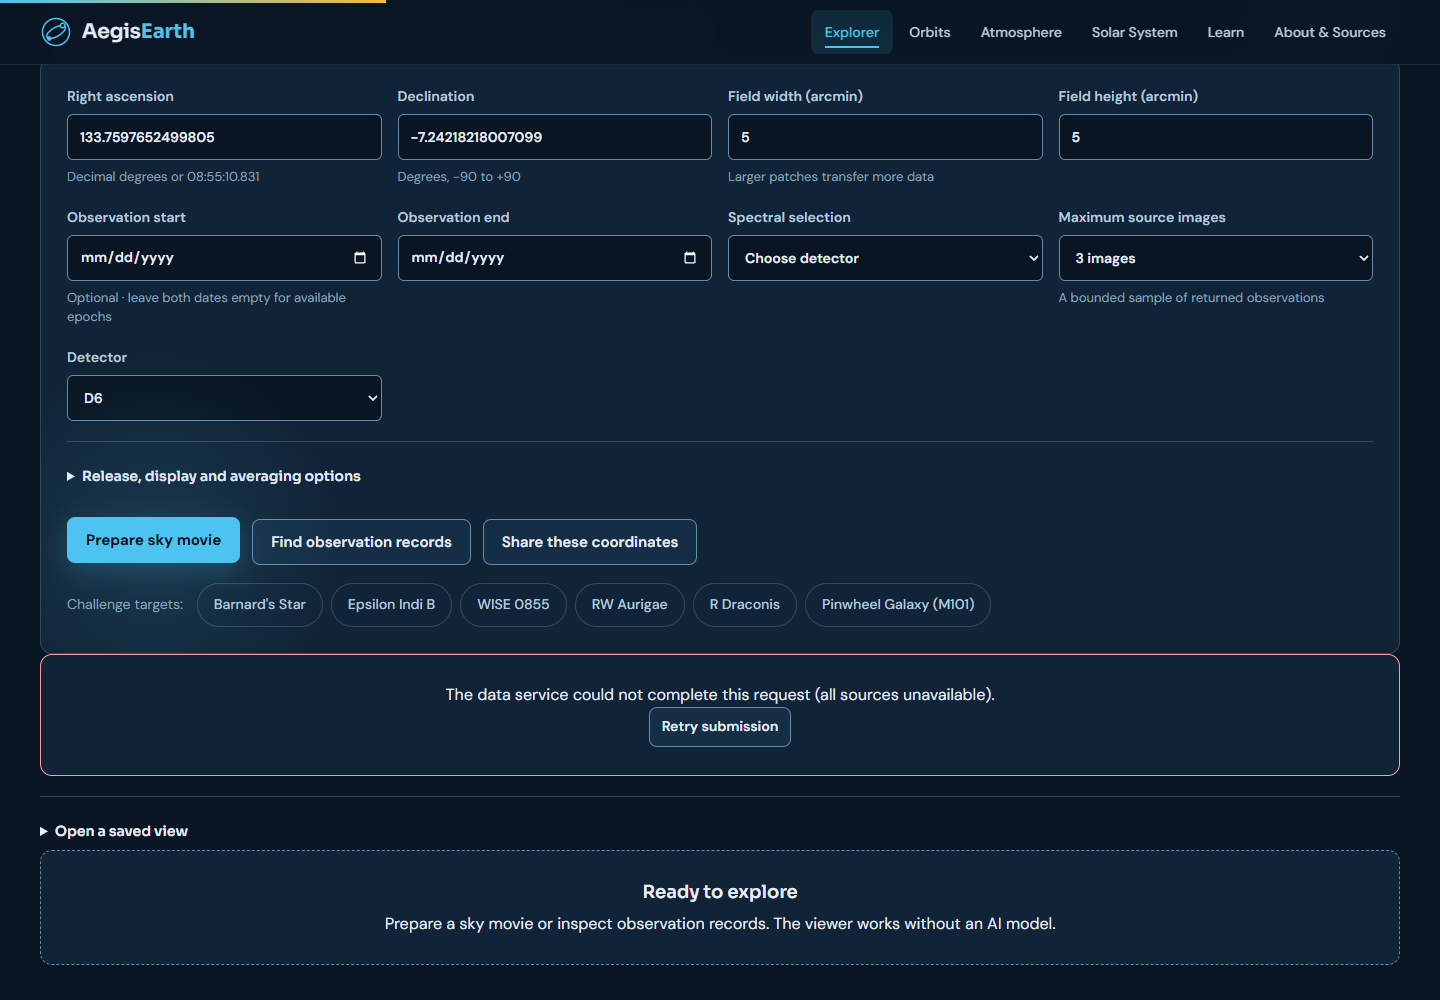 AegisEarth
Explorer
Orbits
Atmosphere
Solar System
Learn
About & Sources
Right ascension
Declination
Field width (arcmin)
Field height (arcmin)
133.7597652499805
-7.24218218007099
5
5
Decimal degrees or 08:55:10.831
Degrees, -90 to +90
Larger patches transfer more data
Observation start
Observation end
Spectral selection
Maximum source images
mm/dd/yyyy
mm/dd/yyyy
Choose detector
3 images
Optional · leave both dates empty for available
epochs
A bounded sample of returned observations
Detector
D6
Release, display and averaging options
Prepare sky movie
Find observation records
Share these coordinates
Challenge targets:
Barnard's Star
Epsilon Indi B
WISE 0855
RW Aurigae
R Draconis
Pinwheel Galaxy (M101)
The data service could not complete this request (all sources unavailable).
Retry submission
Open a saved view
Ready to explore
Prepare a sky movie or inspect observation records. The viewer works without an AI model.